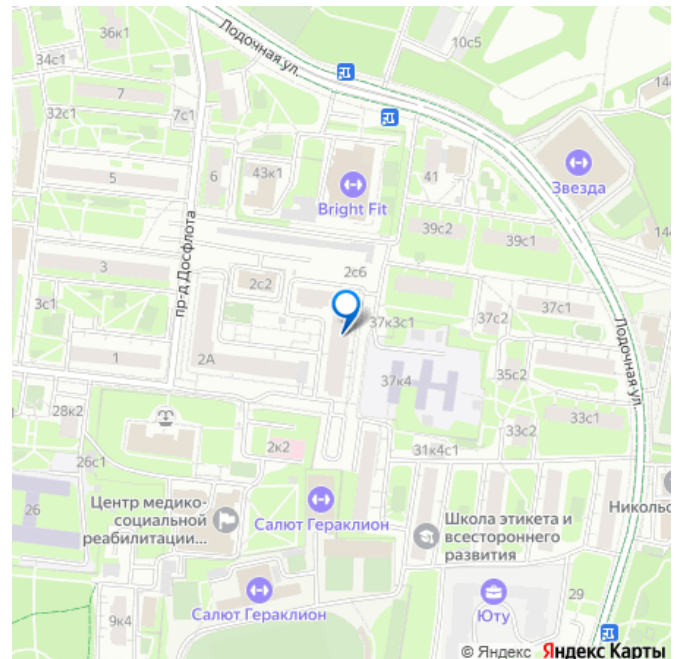 36к1
Лодочная ул.
10с5
34с1
7
14
32с1
7с1
5
6
43к1
41
Звезда
Bright Fit
39с2
39с1
14
пр-д Досфлота
3
2с2
2с6
3с1
37с1
37к3с1
37с2
Лодочная ул.
1
2А
37к4
35с2
28к2
33с1
33с2
2к2
31к4с1
26с1
26
Центр медико-
социальной
реабилитации...
Салют Гераклион
Школа этикета и
всестороннего
развития
Никольс
Салют Гераклион
Юту
29
9к4
© Яндекс Яндекс Карты